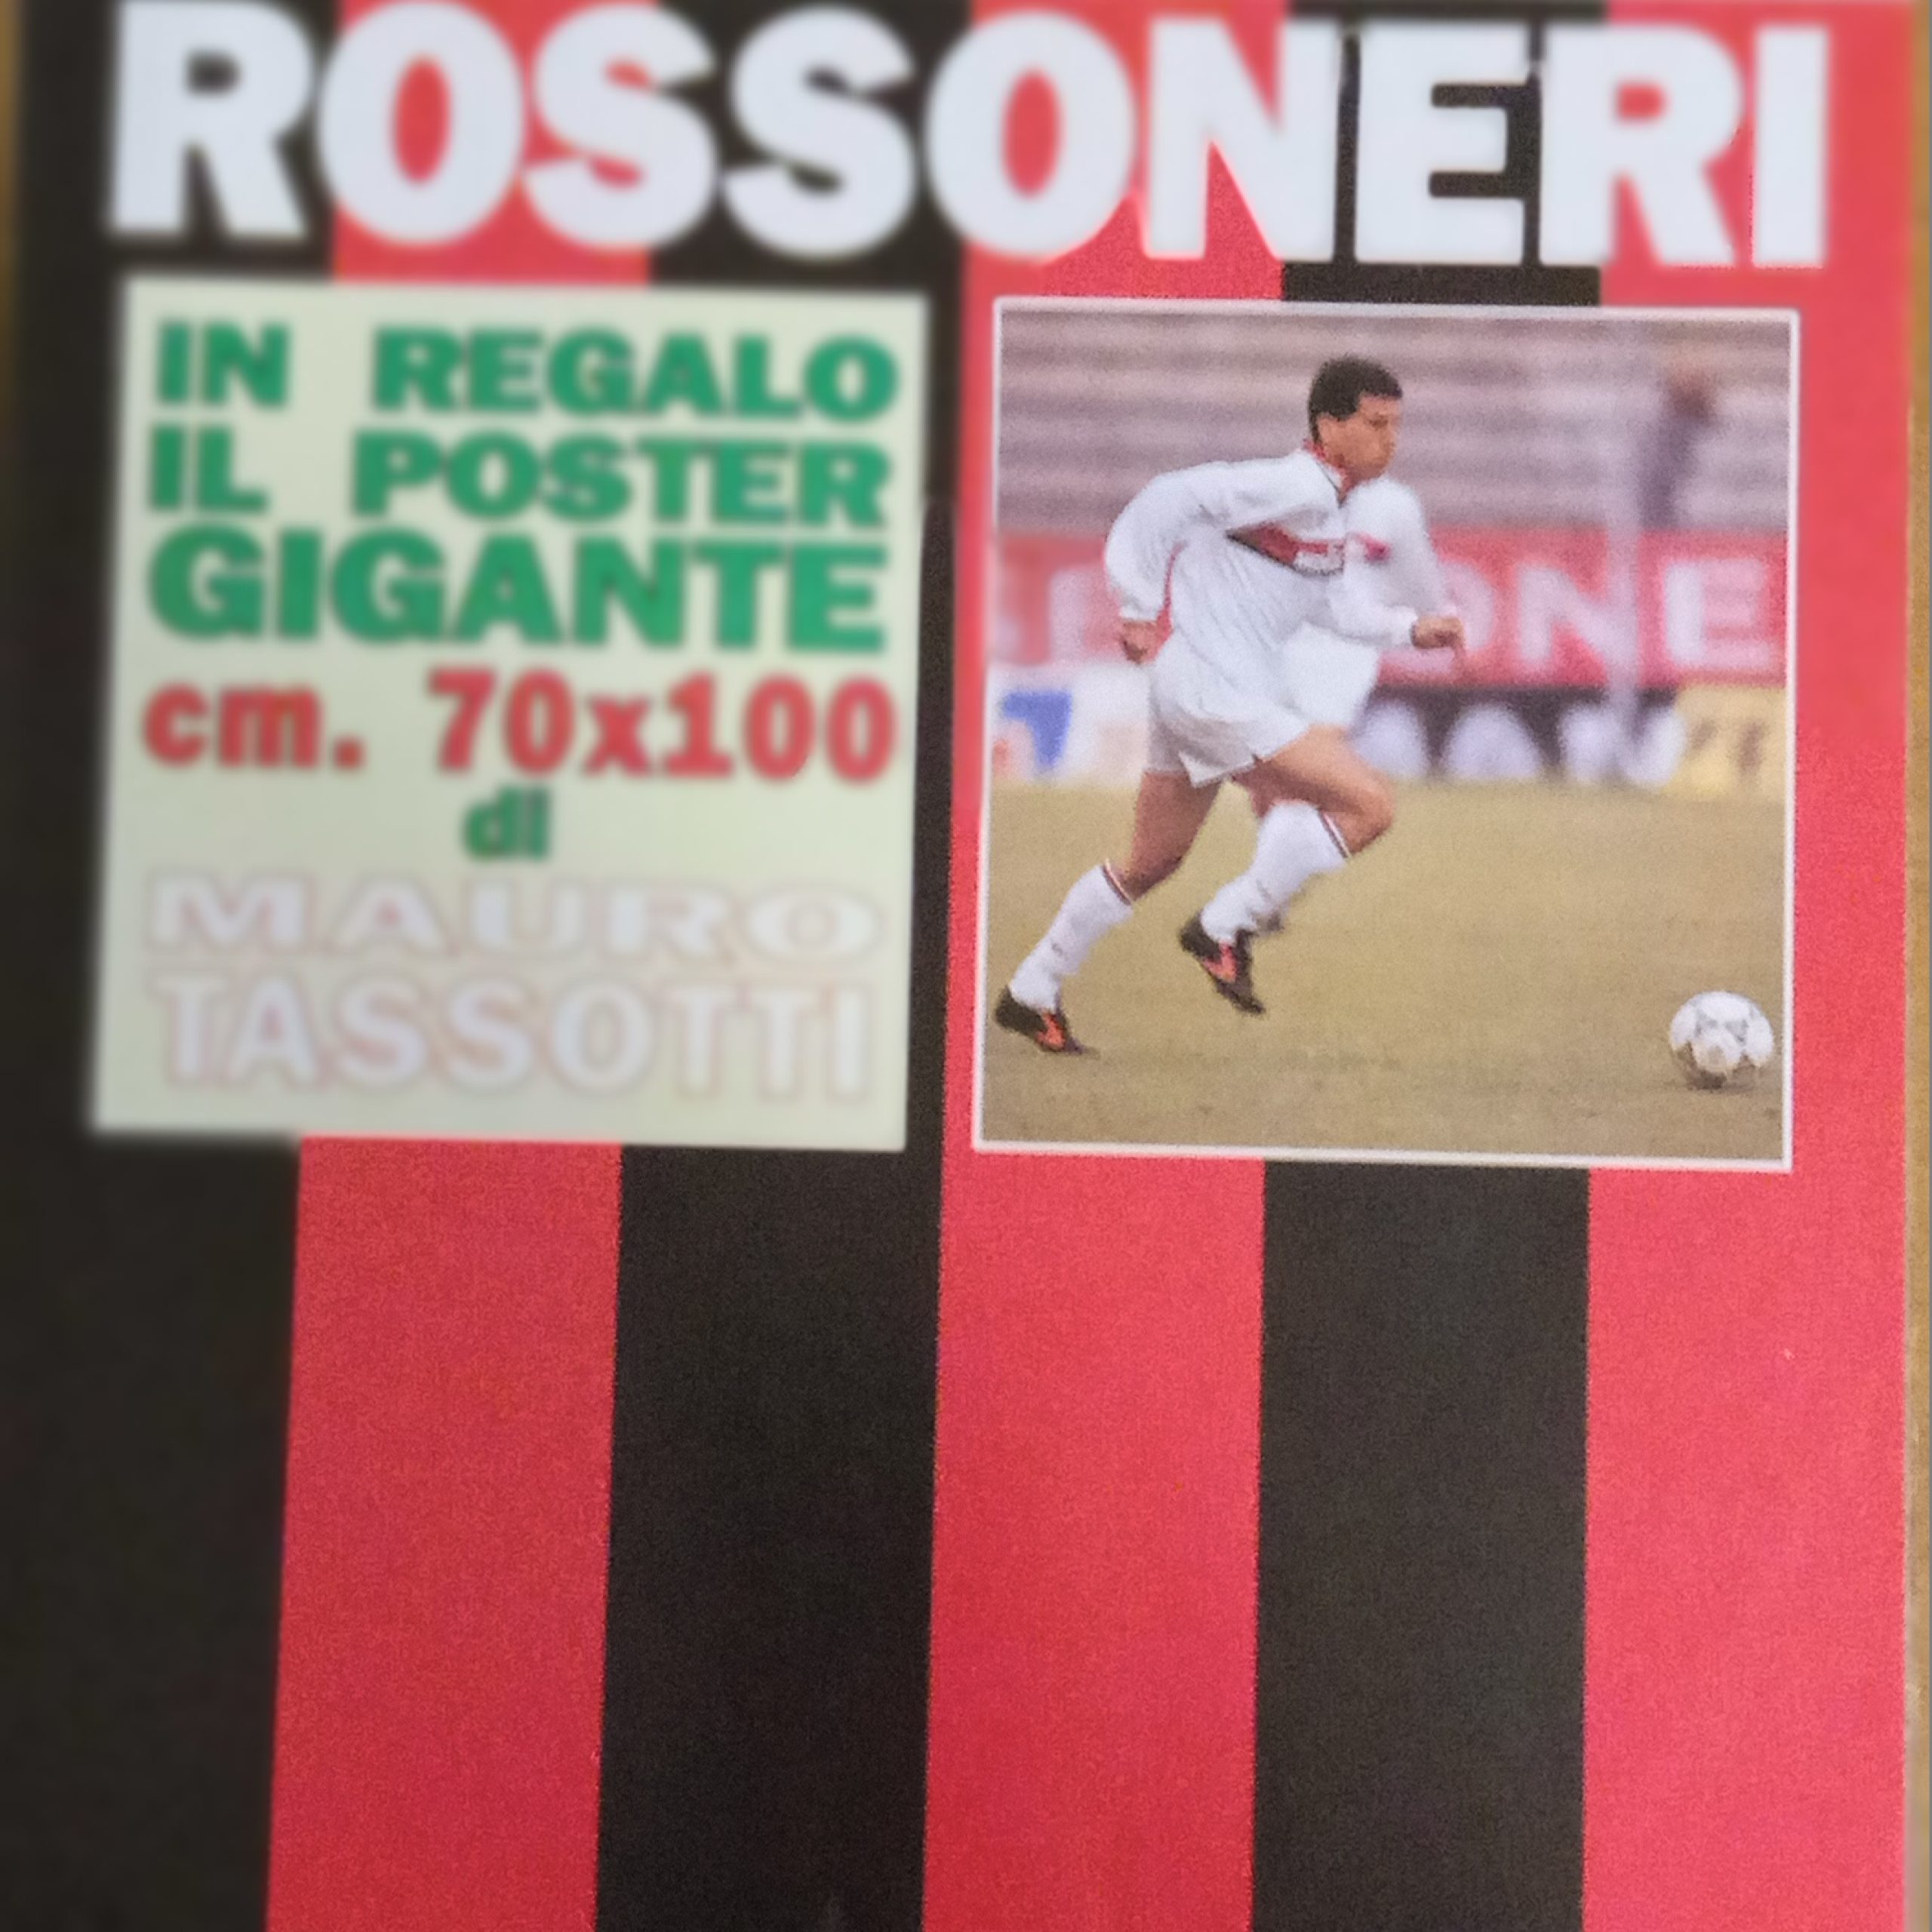 ROSSONERI
IN REGALO
IL POSTER
GIGANTE
cm. 70x100
di
MAURO
TASSOTTI